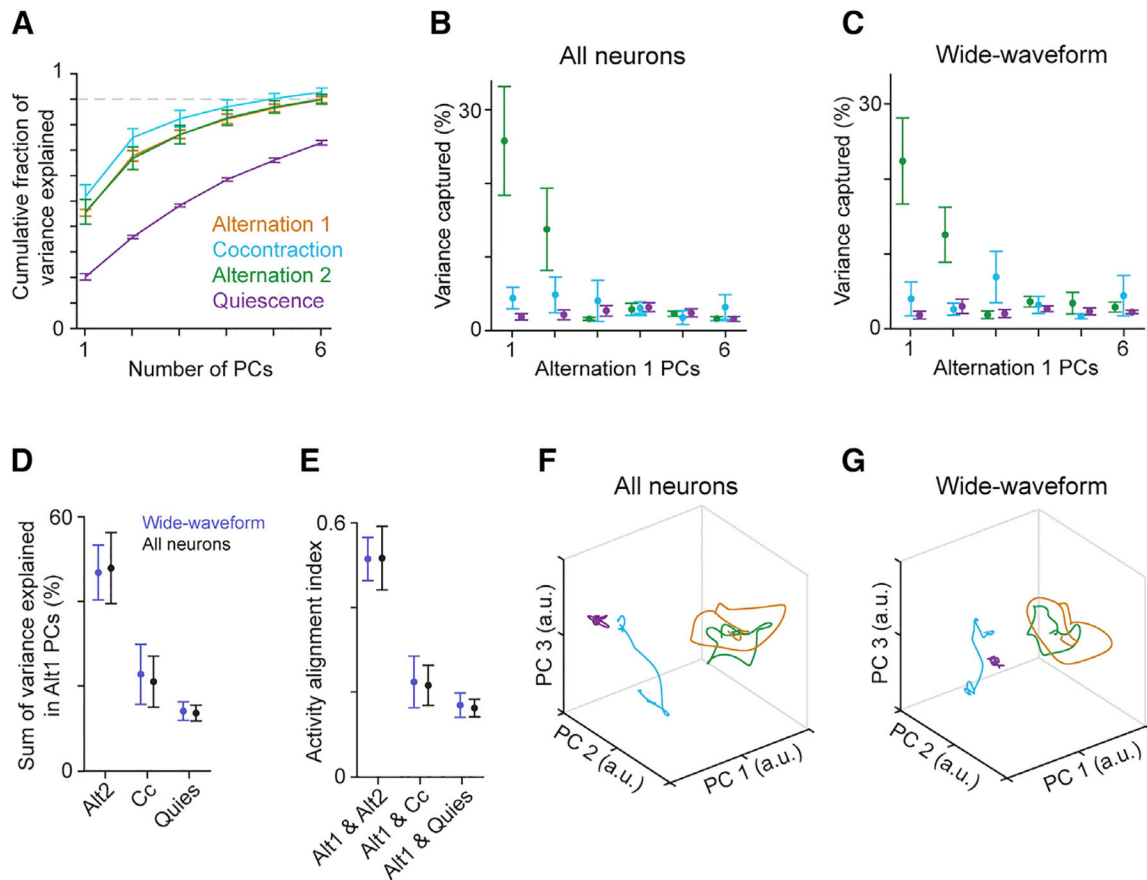 A
1
Cumulative fraction of
variance explained
Alternation 1
Cocontraction
Alternation 2
Quiescence
0
1
6
Number of PCs
B
All neurons
Variance captured (%)
30
0
1
6
Alternation 1 PCs
C
Wide-waveform
Variance captured (%)
30
0
1
6
Alternation 1 PCs
D
Sum of variance explained
in Alt1 PCs (%)
60
Wide-waveform
All neurons
0
Alt2
Cc
Quies
E
Activity alignment index
0.6
0
Alt1 & Alt2
Alt1 & Cc
Alt1 & Quies
F
All neurons
PC 3 (a.u.)
PC 2 (a.u.)
PC 1 (a.u.)
G
Wide-waveform
PC 3 (a.u.)
PC 2 (a.u.)
PC 1 (a.u.)